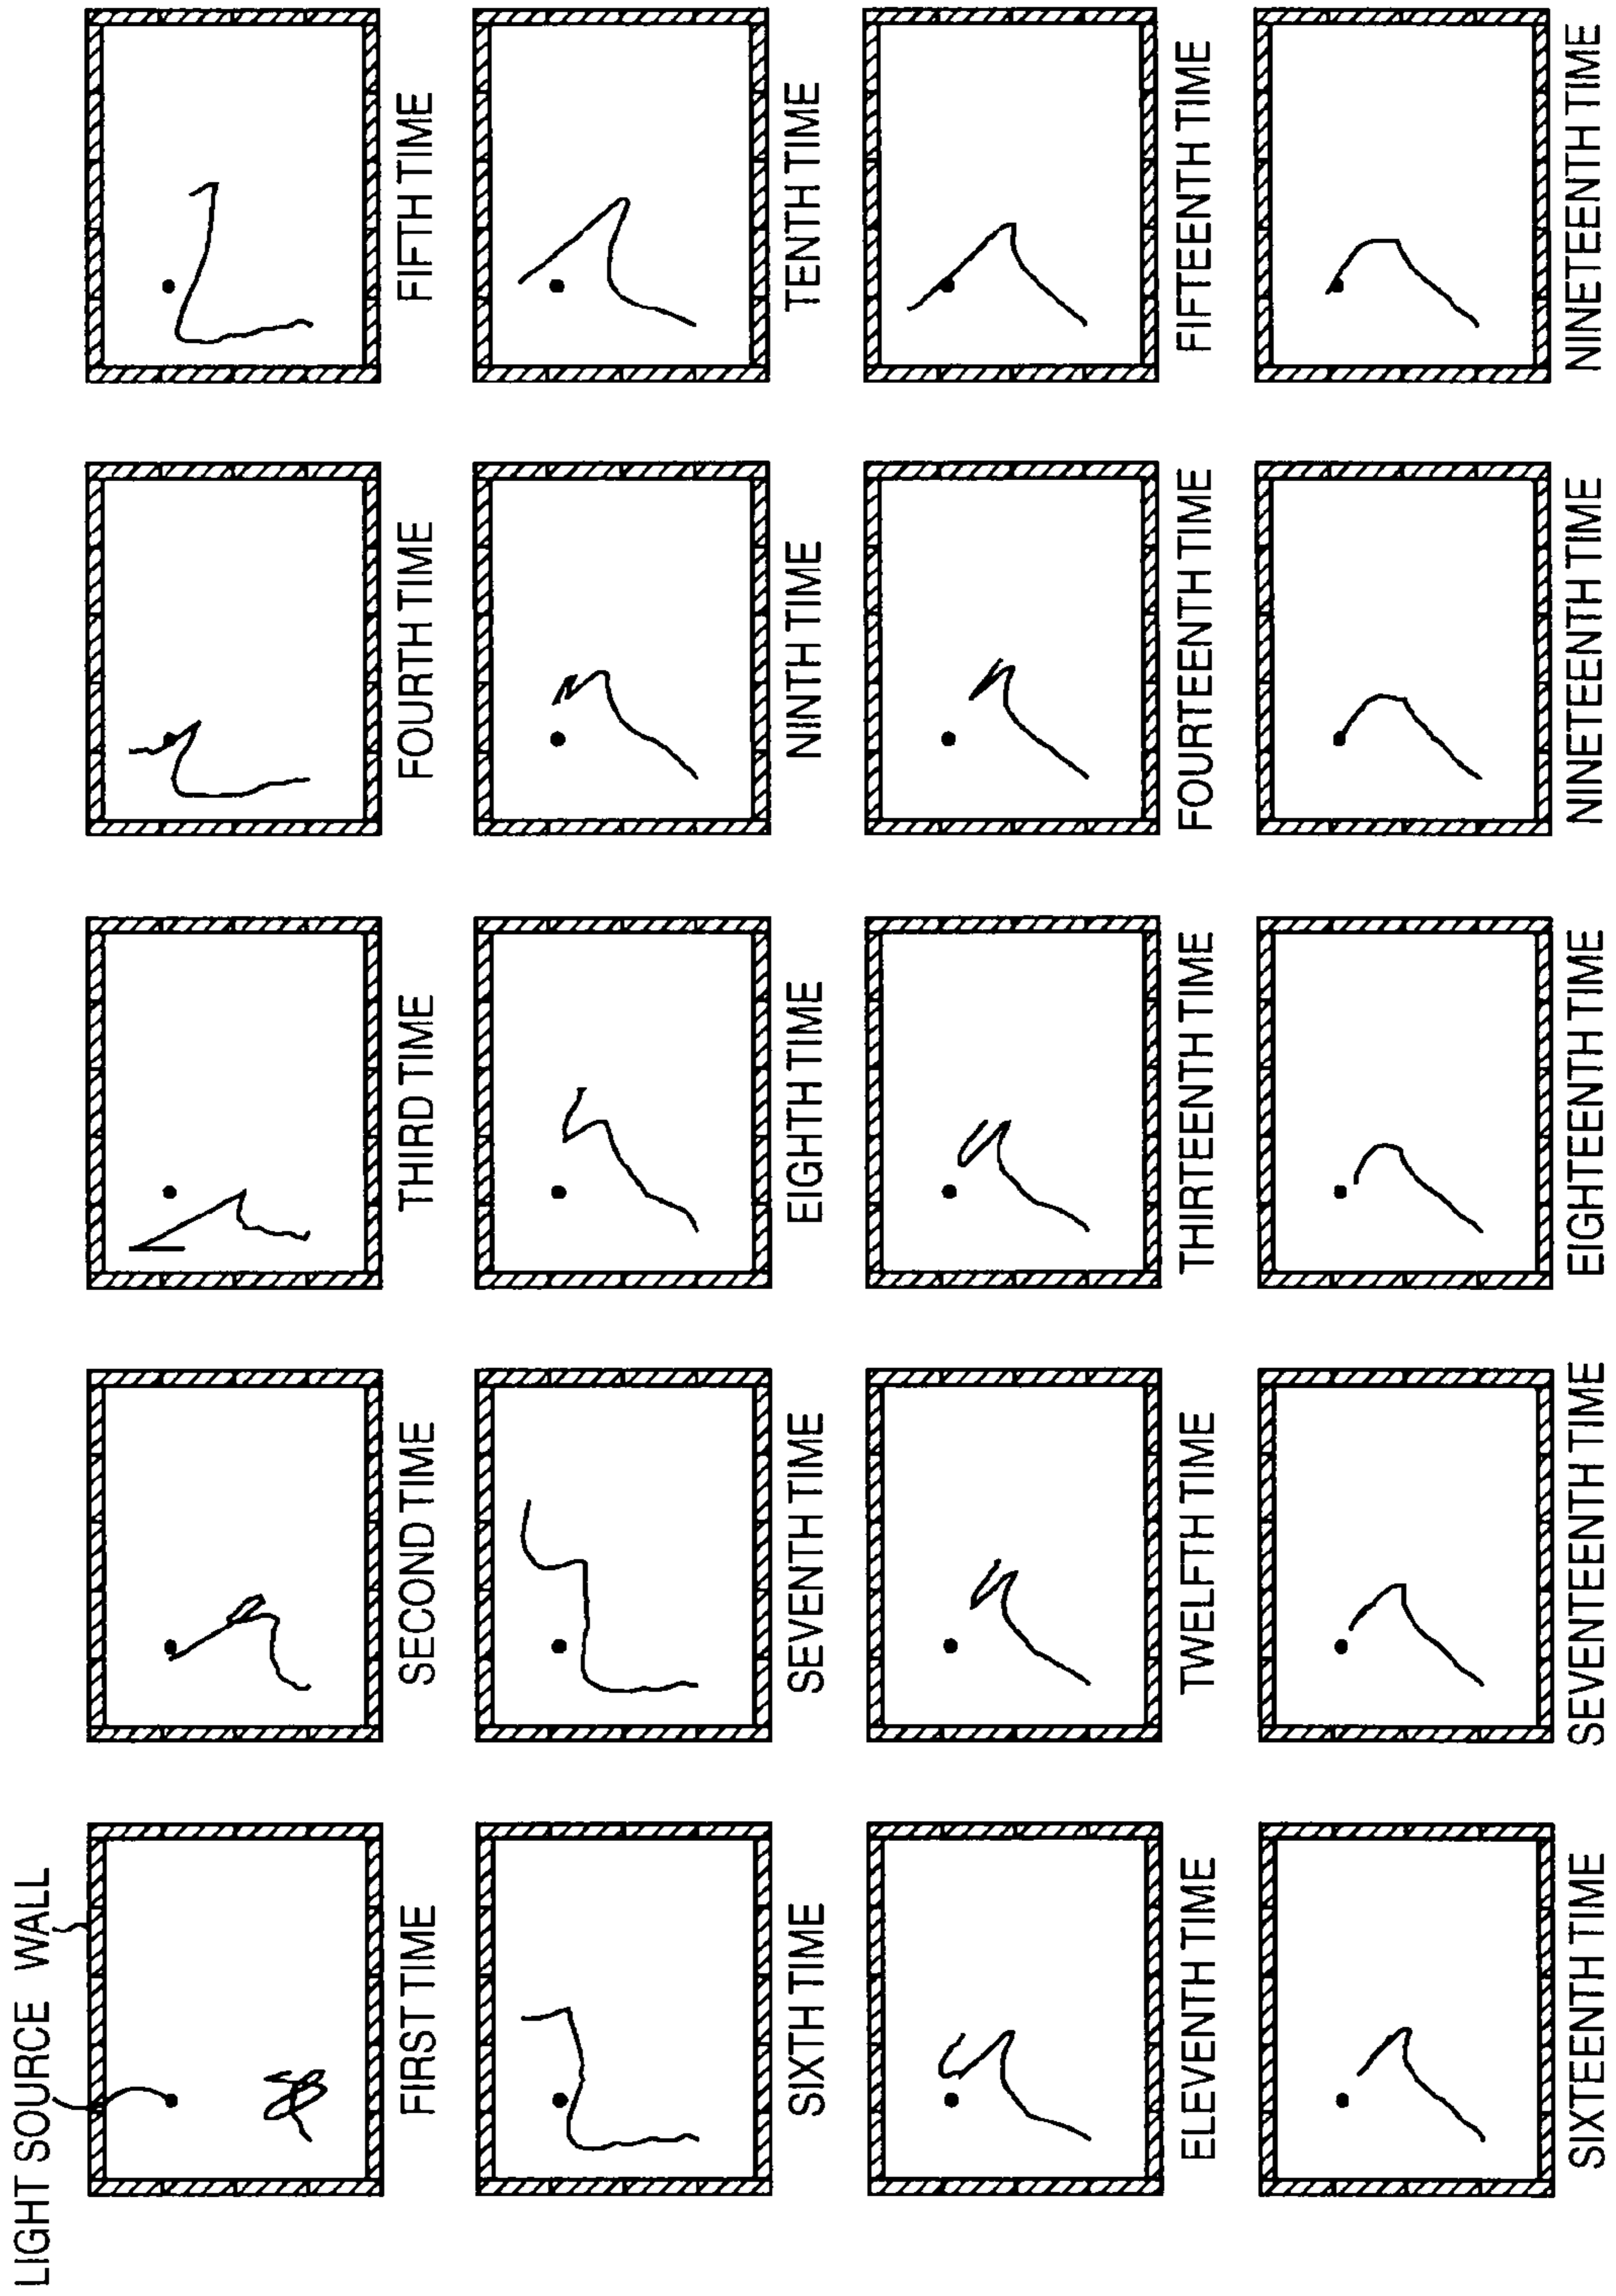 LIGHT SOURCE WALL
FIRST TIME
SECOND TIME
THIRD TIME
FOURTH TIME
FIFTH TIME
SIXTH TIME
SEVENTH TIME
EIGHTH TIME
NINTH TIME
TENTH TIME
ELEVENTH TIME
TWELFTH TIME
THIRTEENTH TIME
FOURTEENTH TIME
FIFTEENTH TIME
SIXTEENTH TIME
SEVENTEENTH TIME
EIGHTEENTH TIME
NINETEENTH TIME
NINETEENTH TIME